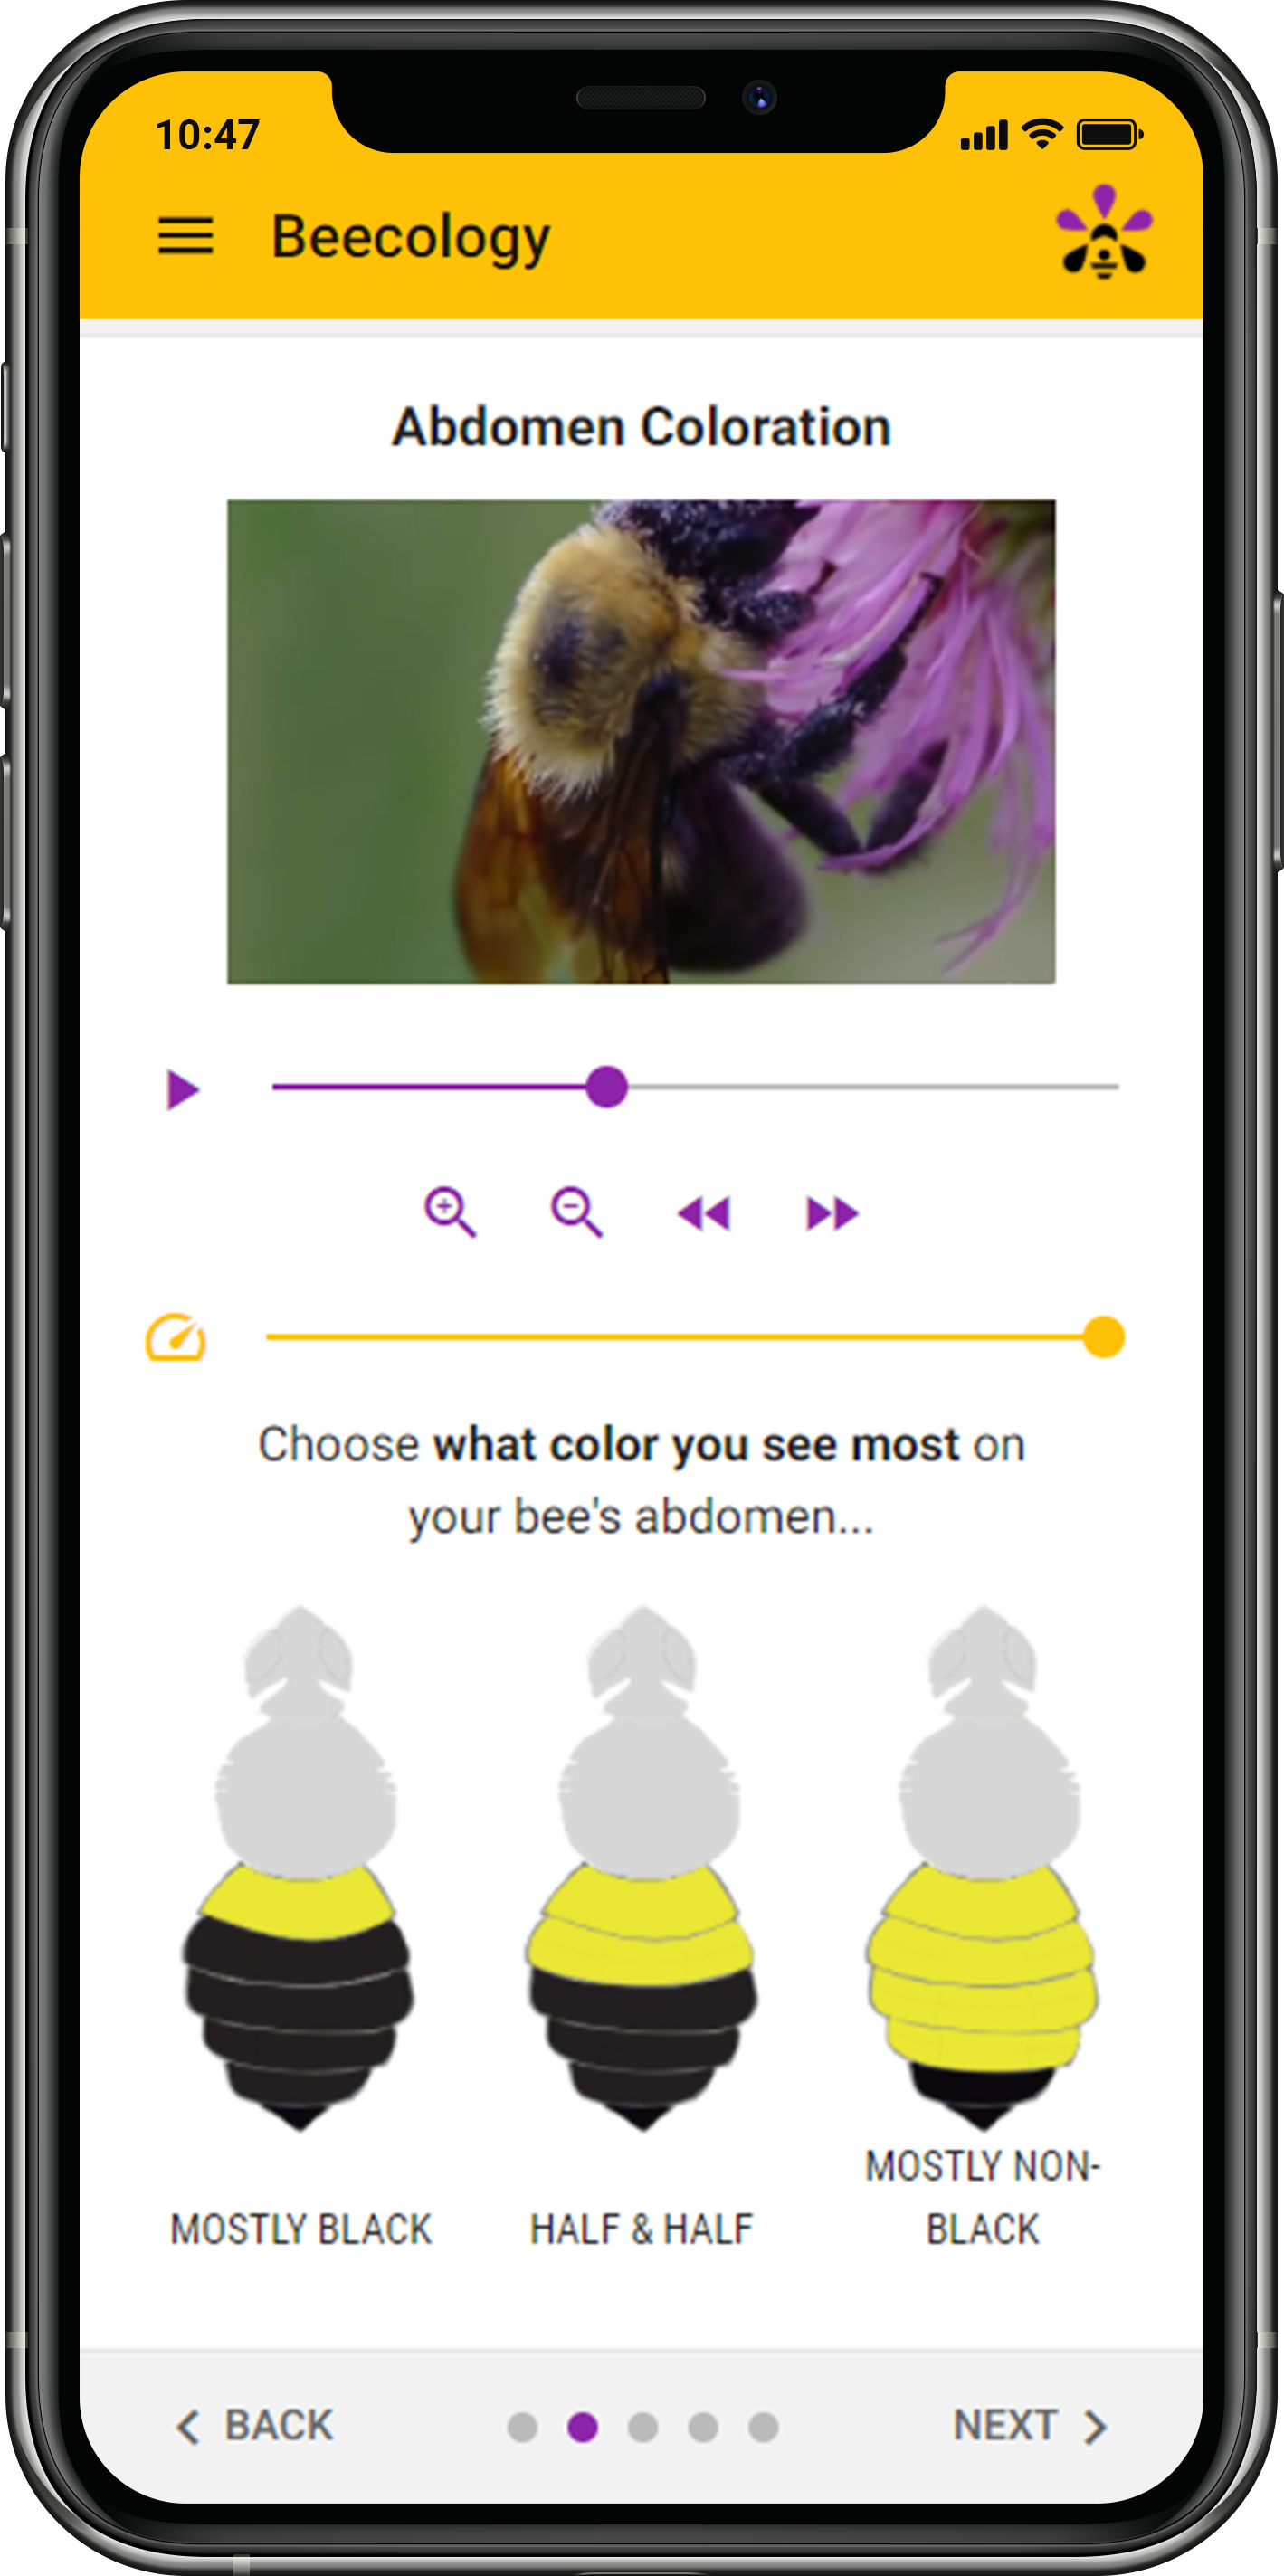 10:47
Beecology
Abdomen Coloration
Choose what color you see most on
your bee's abdomen...
MOSTLY BLACK
HALF & HALF
MOSTLY NON-
BLACK
BACK
NEXT